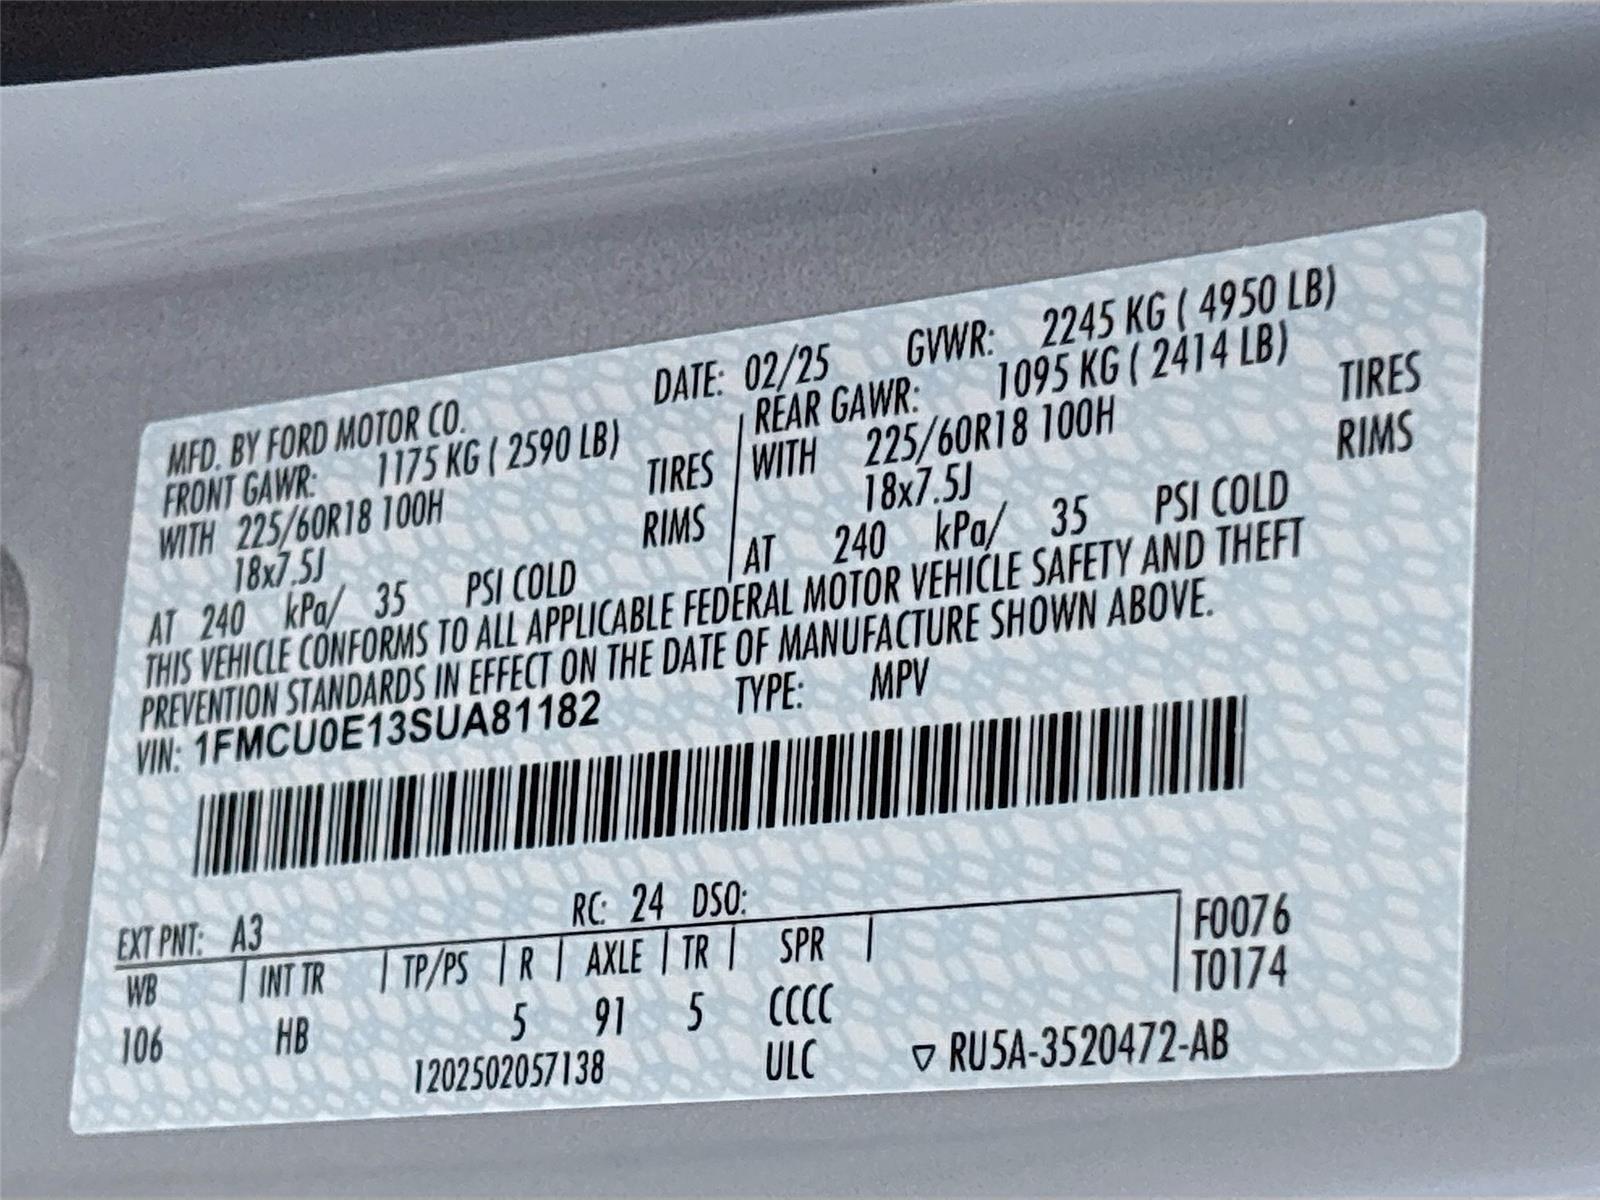 MFD. BY FORD MOTOR CO. DATE: 02/25 GVWR: 2245 KG ( 4950 LB)
FRONT GAWR: 1175 KG ( 2590 LB) REAR GAWR: 1095 KG ( 2414 LB)
WITH 225/60R18 100H TIRES WITH 225/60R18 100H TIRES
18x7.5J RIMS 18x7.5J RIMS
AT 240 kPa/ 35 PSI COLD AT 240 kPa/ 35 PSI COLD
THIS VEHICLE CONFORMS TO ALL APPLICABLE FEDERAL MOTOR VEHICLE SAFETY AND THEFT
PREVENTION STANDARDS IN EFFECT ON THE DATE OF MANUFACTURE SHOWN ABOVE.
VIN: 1FMCU0E13SUA81182 TYPE: MPV
EXT PNT: A3 RC: 24 DSO: F0076
WB INT TR TP/PS R AXLE TR SPR T0174
106 HB 5 91 5 CCCC
1202502057138 ULC RU5A-3520472-AB